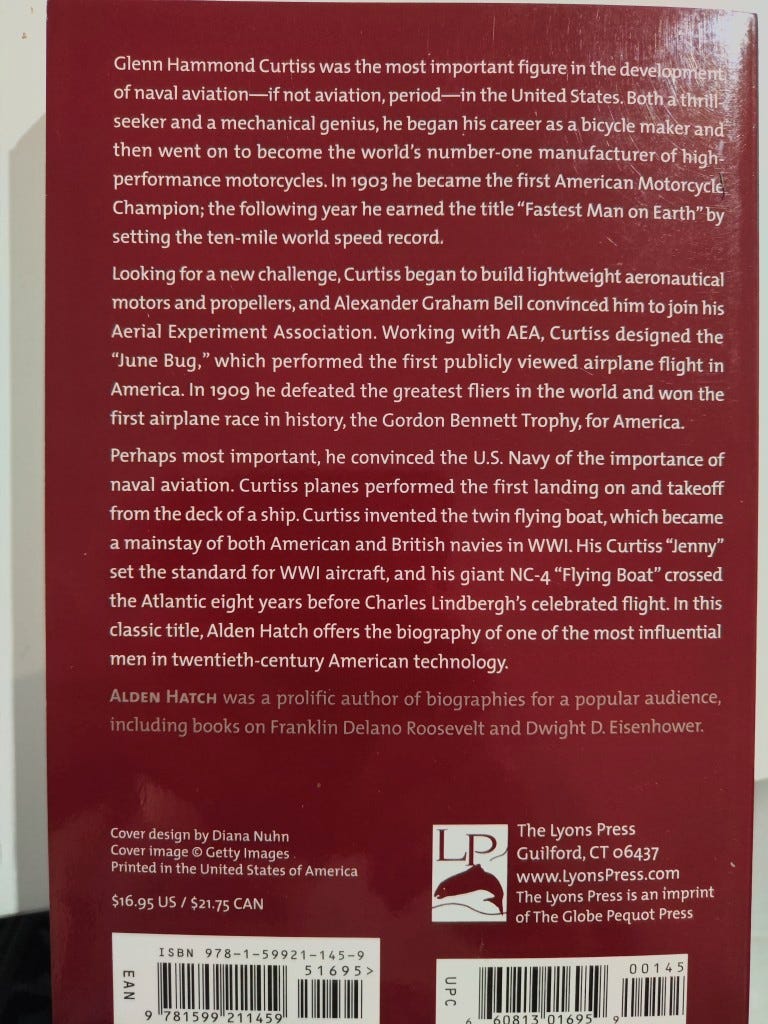 Glenn Hammond Curtiss was the most important figure in the development
of naval aviation—if not aviation, period—in the United States. Both a thrill-
seeker and a mechanical genius, he began his career as a bicycle maker and
then went on to become the world's number-one manufacturer of high-
performance motorcycles. In 1903 he became the first American Motorcycle
Champion; the following year he earned the title “Fastest Man on Earth” by
setting the ten-mile world speed record.
Looking for a new challenge, Curtiss began to build lightweight aeronautical
motors and propellers, and Alexander Graham Bell convinced him to join his
Aerial Experiment Association. Working with AEA, Curtiss designed the
“June Bug,” which performed the first publicly viewed airplane flight in
America. In 1909 he defeated the greatest fliers in the world and won the
first airplane race in history, the Gordon Bennett Trophy, for America.
Perhaps most important, he convinced the U.S. Navy of the importance of
naval aviation. Curtiss planes performed the first landing on and takeoff
from the deck of a ship. Curtiss invented the twin flying boat, which became
a mainstay of both American and British navies in WWI. His Curtiss “Jenny”
set the standard for WWI aircraft, and his giant NC-4 “Flying Boat” crossed
the Atlantic eight years before Charles Lindbergh's celebrated flight. In this
classic title, Alden Hatch offers the biography of one of the most influential
men in twentieth-century American technology.
ALDEN HATCH was a prolific author of biographies for a popular audience,
including books on Franklin Delano Roosevelt and Dwight D. Eisenhower.
Cover design by Diana Nuhn
Cover image © Getty Images
Printed in the United States of America
$16.95 US / $21.75 CAN
LP
The Lyons Press
Guilford, CT 06437
www.LyonsPress.com
The Lyons Press is an imprint
of The Globe Pequot Press
ISBN 978-1-59921-145-9
51695>
EAN
9 781599 211459
00145
UPC
6 60813 01695 9